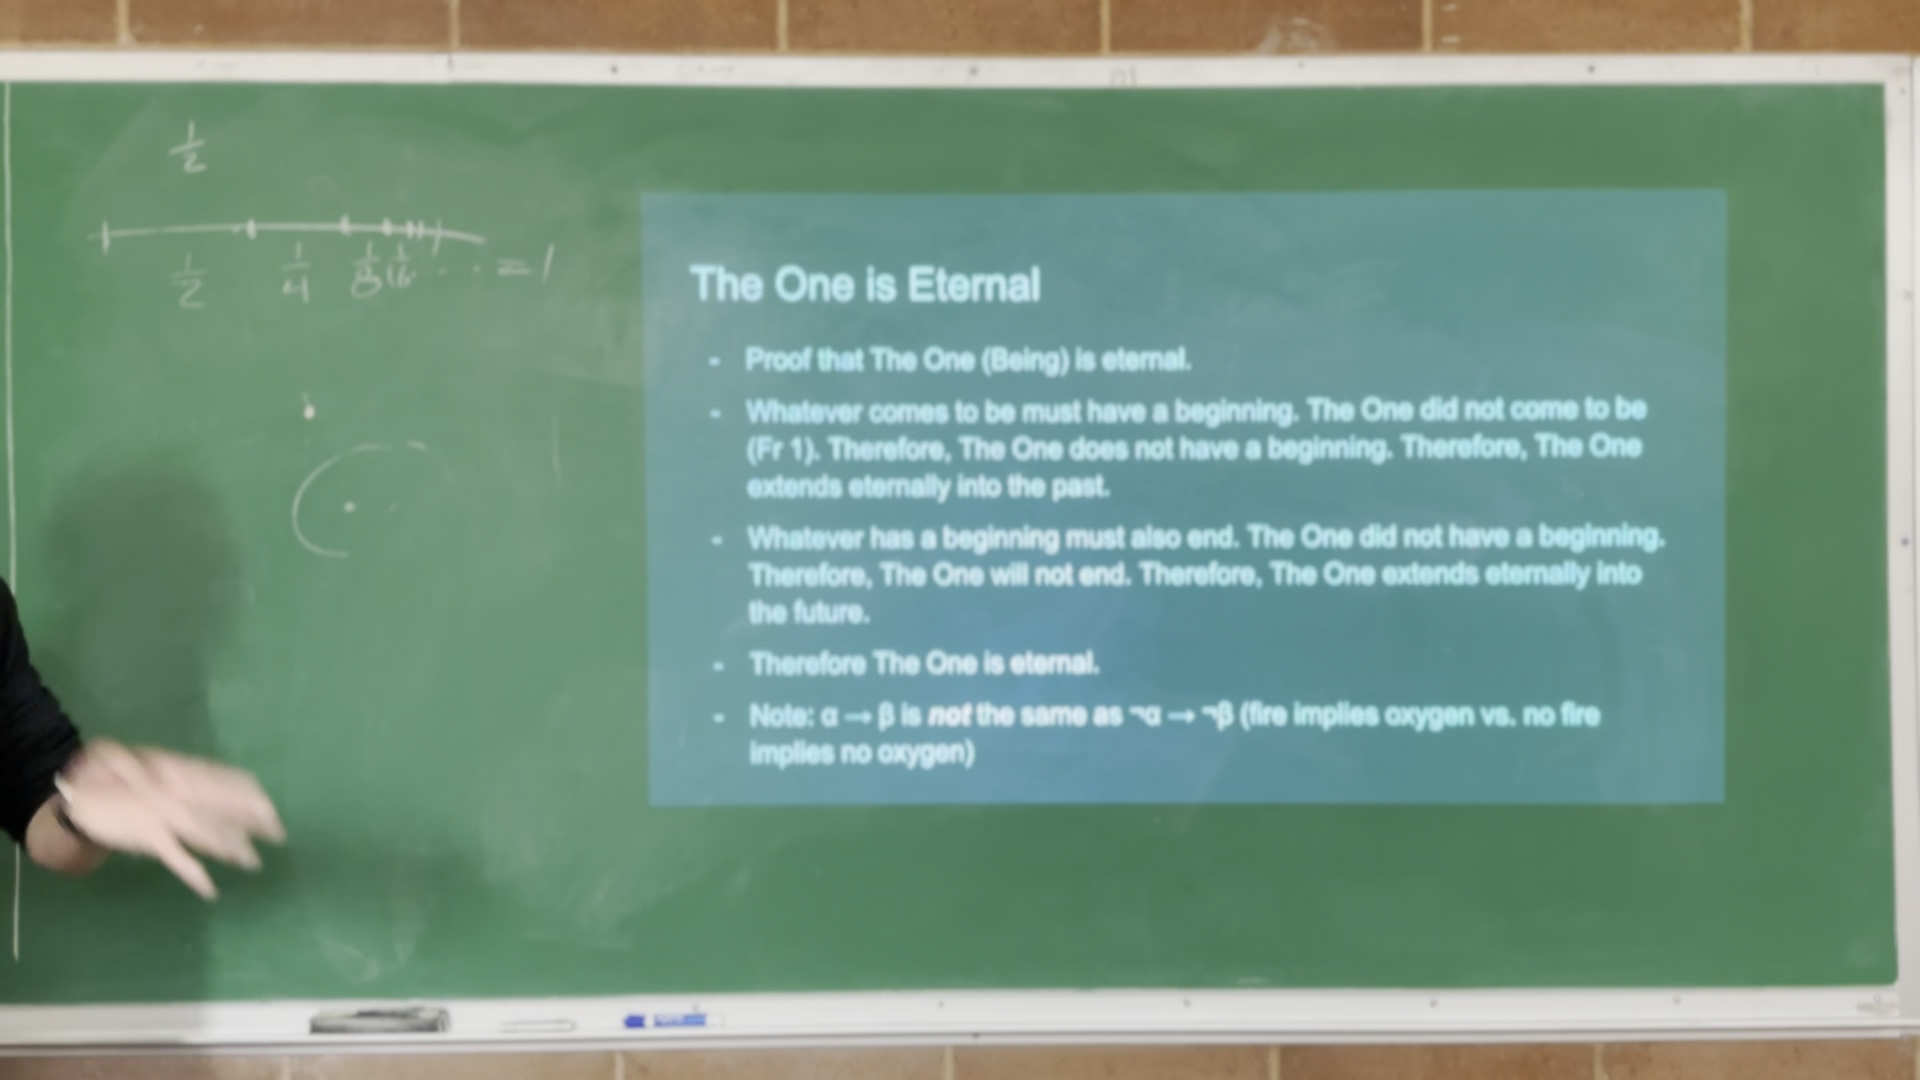 1/2
1/2 1/4 1/8 1/16 . . . = 1
The One is Eternal
- Proof that The One (Being) is eternal.
- Whatever comes to be must have a beginning. The One did not come to be
(Fr 1). Therefore, The One does not have a beginning. Therefore, The One
extends eternally into the past.
- Whatever has a beginning must also end. The One did not have a beginning.
Therefore, The One will not end. Therefore, The One extends eternally into
the future.
- Therefore The One is eternal.
- Note: α → β is not the same as ¬α → ¬β (fire implies oxygen vs. no fire
implies no oxygen)